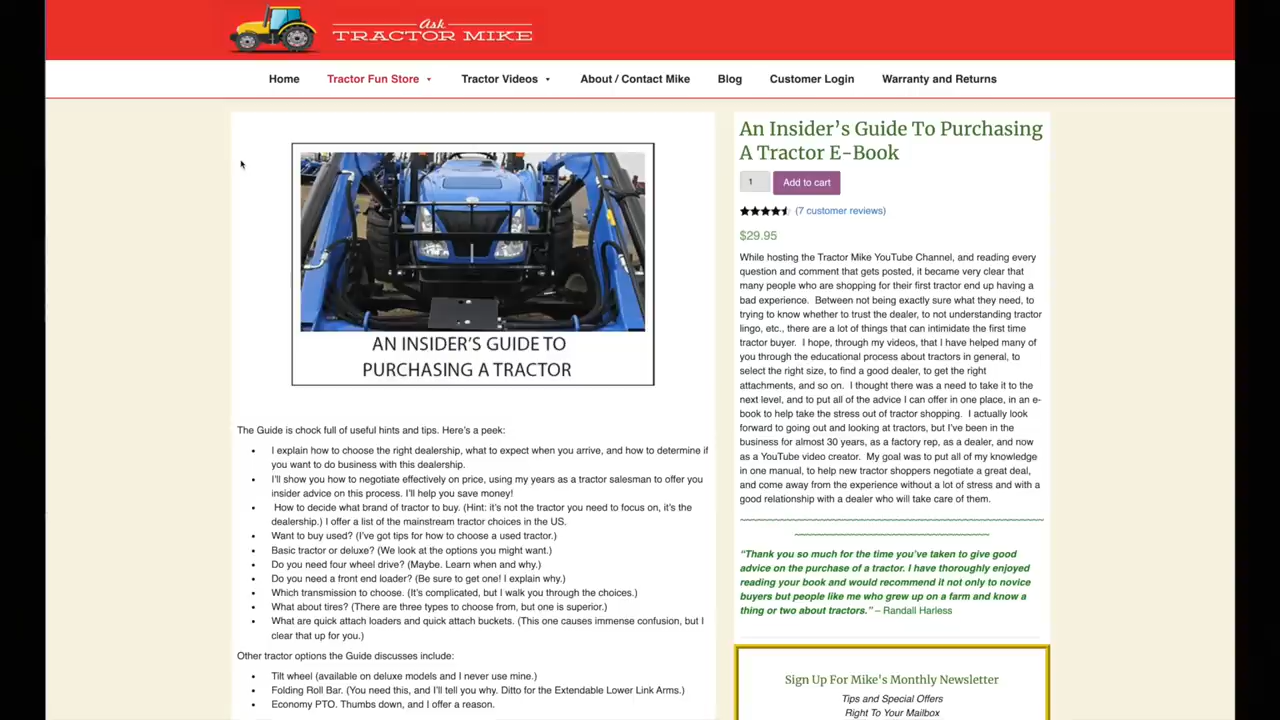 Ask
TRACTOR MIKE
Home
Tractor Fun Store
Tractor Videos
About / Contact Mike
Blog
Customer Login
Warranty and Returns
AN INSIDER'S GUIDE TO
PURCHASING A TRACTOR
The Guide is chock full of useful hints and tips. Here's a peek:
• I explain how to choose the right dealership, what to expect when you arrive, and how to determine if
you want to do business with this dealership.
• I'll show you how to negotiate effectively on price, using my years as a tractor salesman to offer you
insider advice on this process. I'll help you save money!
• How to decide what brand of tractor to buy. (Hint: it's not the tractor you need to focus on, it's the
dealership.) I offer a list of the mainstream tractor choices in the US.
• Want to buy used? (I've got tips for how to choose a used tractor.)
• Basic tractor or deluxe? (We look at the options you might want.)
• Do you need four wheel drive? (Maybe. Learn when and why.)
• Do you need a front end loader? (Be sure to get one! I explain why.)
• Which transmission to choose. (It's complicated, but I walk you through the choices.)
• What about tires? (There are three types to choose from, but one is superior.)
• What are quick attach loaders and quick attach buckets. (This one causes immense confusion, but I
clear that up for you.)
Other tractor options the Guide discusses include:
• Tilt wheel (available on deluxe models and I never use mine.)
• Folding Roll Bar. (You need this, and I'll tell you why. Ditto for the Extendable Lower Link Arms.)
• Economy PTO. Thumbs down, and I offer a reason.
An Insider's Guide To Purchasing
A Tractor E-Book
1
Add to cart
(7 customer reviews)
$29.95
While hosting the Tractor Mike YouTube Channel, and reading every
question and comment that gets posted, it became very clear that
many people who are shopping for their first tractor end up having a
bad experience. Between not being exactly sure what they need, to
trying to know whether to trust the dealer, to not understanding tractor
lingo, etc., there are a lot of things that can intimidate the first time
tractor buyer. I hope, through my videos, that I have helped many of
you through the educational process about tractors in general, to
select the right size, to find a good dealer, to get the right
attachments, and so on. I thought there was a need to take it to the
next level, and to put all of the advice I can offer in one place, in an e-
book to help take the stress out of tractor shopping. I actually look
forward to going out and looking at tractors, but I've been in the
business for almost 30 years, as a factory rep, as a dealer, and now
as a YouTube video creator. My goal was to put all of my knowledge
in one manual, to help new tractor shoppers negotiate a great deal,
and come away from the experience without a lot of stress and with a
good relationship with a dealer who will take care of them.
"Thank you so much for the time you've taken to give good
advice on the purchase of a tractor. I have thoroughly enjoyed
reading your book and would recommend it not only to novice
buyers but people like me who grew up on a farm and know a
thing or two about tractors." – Randall Harless
Sign Up For Mike's Monthly Newsletter
Tips and Special Offers
Right To Your Mailbox